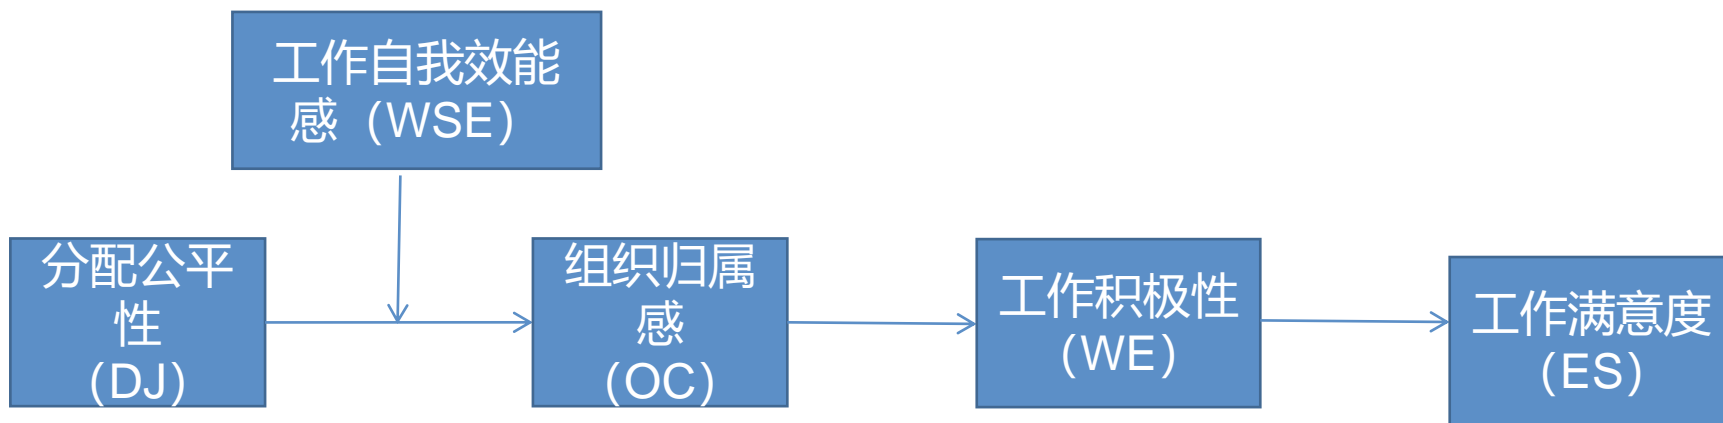 工作自我效能
感（WSE）
分配公平
性
（DJ）
组织归属
感
（OC）
工作积极性
（WE）
工作满意度
（ES）